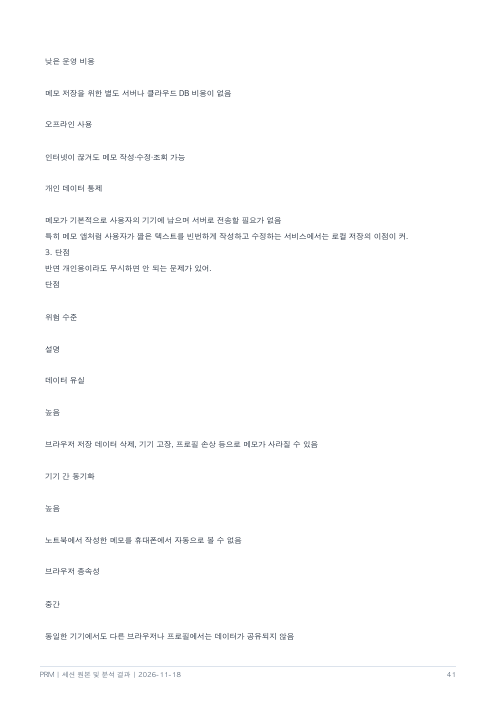 낮은 운영 비용
메모 저장을 위한 별도 서버나 클라우드 DB 비용이 없음
오프라인 사용
인터넷이 끊겨도 메모 작성·수정·조회 가능
개인 데이터 통제
메모가 기본적으로 사용자의 기기에 남으며 서버로 전송할 필요가 없음
특히 메모 앱처럼 사용자가 짧은 텍스트를 빈번하게 작성하고 수정하는 서비스에서는 로컬 저장의 이점이 커.
3. 단점
반면 개인용이라도 무시하면 안 되는 문제가 있어.
단점
위험 수준
설명
데이터 유실
높음
브라우저 저장 데이터 삭제, 기기 고장, 프로필 손상 등으로 메모가 사라질 수 있음
기기 간 동기화
높음
노트북에서 작성한 메모를 휴대폰에서 자동으로 볼 수 없음
브라우저 종속성
중간
동일한 기기에서도 다른 브라우저나 프로필에서는 데이터가 공유되지 않음
PRM | 세션 원본 및 분석 결과 | 2026-11-18
41